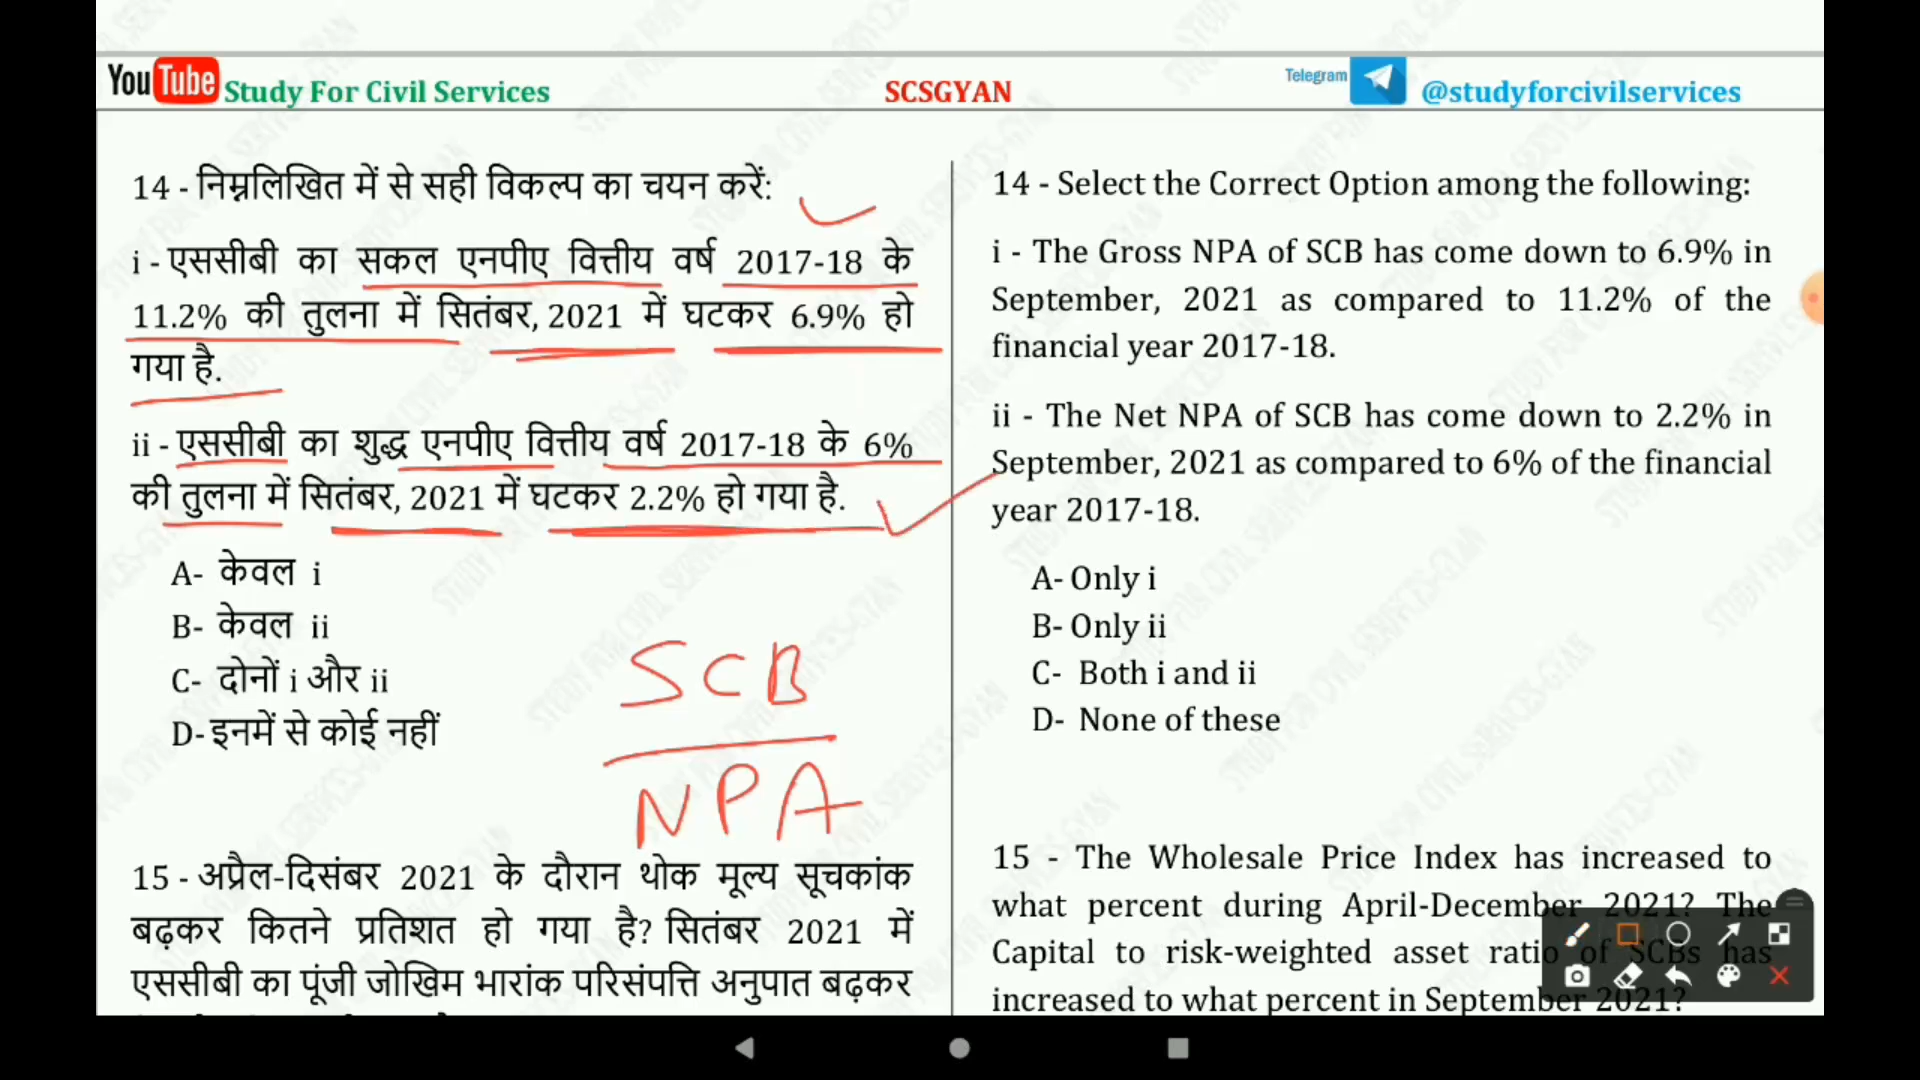 YouTube Study For Civil Services SCSGYAN Telegram @studyforcivilservices
14 - निम्नलिखित में से सही विकल्प का चयन करें:
i - एससीबी का सकल एनपीए वित्तीय वर्ष 2017-18 के
11.2% की तुलना में सितंबर, 2021 में घटकर 6.9% हो
गया है.
ii - एससीबी का शुद्ध एनपीए वित्तीय वर्ष 2017-18 के 6%
की तुलना में सितंबर, 2021 में घटकर 2.2% हो गया है.
A- केवल i
B- केवल ii
C- दोनों i और ii
D- इनमें से कोई नहीं
SCB
NPA
15 - अप्रैल-दिसंबर 2021 के दौरान थोक मूल्य सूचकांक
बढ़कर कितने प्रतिशत हो गया है? सितंबर 2021 में
एससीबी का पूंजी जोखिम भारांक परिसंपत्ति अनुपात बढ़कर
14 - Select the Correct Option among the following:
i - The Gross NPA of SCB has come down to 6.9% in
September, 2021 as compared to 11.2% of the
financial year 2017-18.
ii - The Net NPA of SCB has come down to 2.2% in
September, 2021 as compared to 6% of the financial
year 2017-18.
A- Only i
B- Only ii
C- Both i and ii
D- None of these
15 - The Wholesale Price Index has increased to
what percent during April-December 2021? The
Capital to risk-weighted asset ratio of SCBs has
increased to what percent in September 2021?